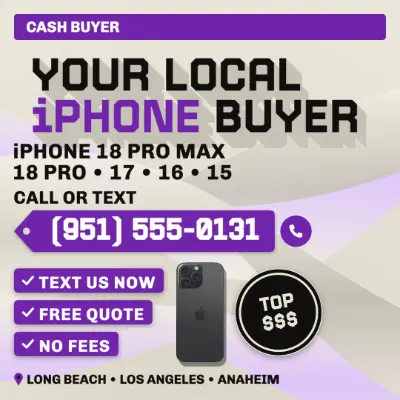 CASH BUYER
YOUR LOCAL
iPHONE BUYER
iPHONE 18 PRO MAX
18 PRO • 17 • 16 • 15
CALL OR TEXT
(951) 555-0131
TEXT US NOW
FREE QUOTE
NO FEES
TOP
$$$
LONG BEACH • LOS ANGELES • ANAHEIM